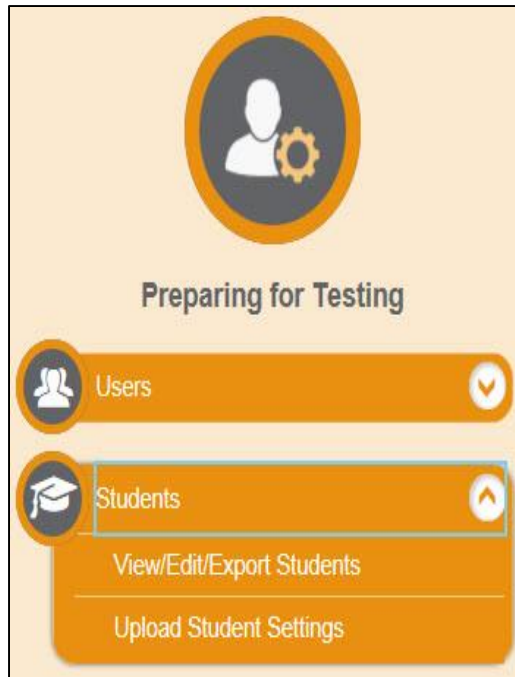 Preparing for Testing
Users
Students
View/Edit/Export Students
Upload Student Settings